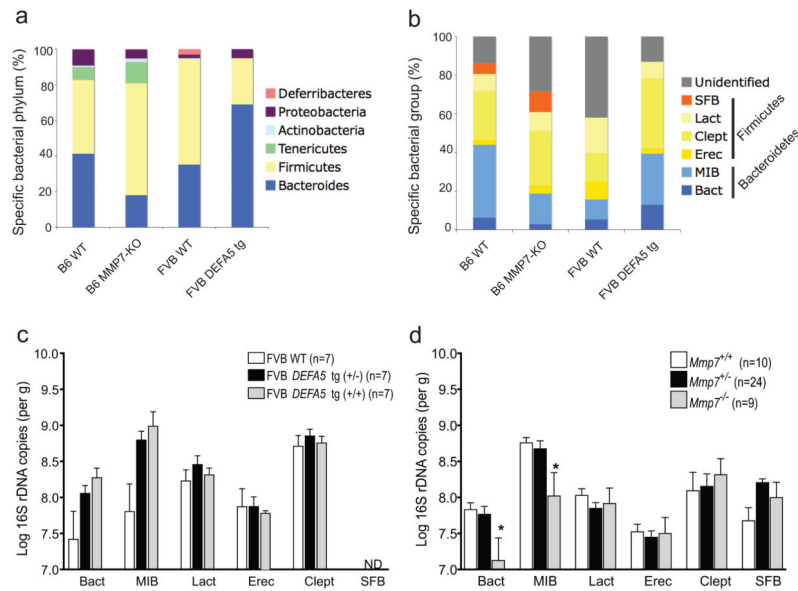 a
Specific bacterial phylum (%)
100
80
60
40
20
0
B6 WT
B6 MMP7-KO
FVB WT
FVB DEFA5 tg
Deferribacteres
Proteobacteria
Actinobacteria
Tenericutes
Firmicutes
Bacteroides
b
Specific bacterial group (%)
100
80
60
40
20
0
B6 WT
B6 MMP7-KO
FVB WT
FVB DEFA5 tg
Unidentified
SFB
Lact
Clept
Erec
MIB
Bact
Firmicutes
Bacteroidetes
c
Log 16S rDNA copies (per g)
10.0
9.5
9.0
8.5
8.0
7.5
7.0
FVB WT (n=7)
FVB DEFA5 tg (+/-) (n=7)
FVB DEFA5 tg (+/+) (n=7)
ND
Bact MIB Lact Erec Clept SFB
d
Log 16S rDNA copies (per g)
10.0
9.5
9.0
8.5
8.0
7.5
7.0
Mmp7+/+ (n=10)
Mmp7+/- (n=24)
Mmp7-/- (n=9)
*
*
Bact MIB Lact Erec Clept SFB